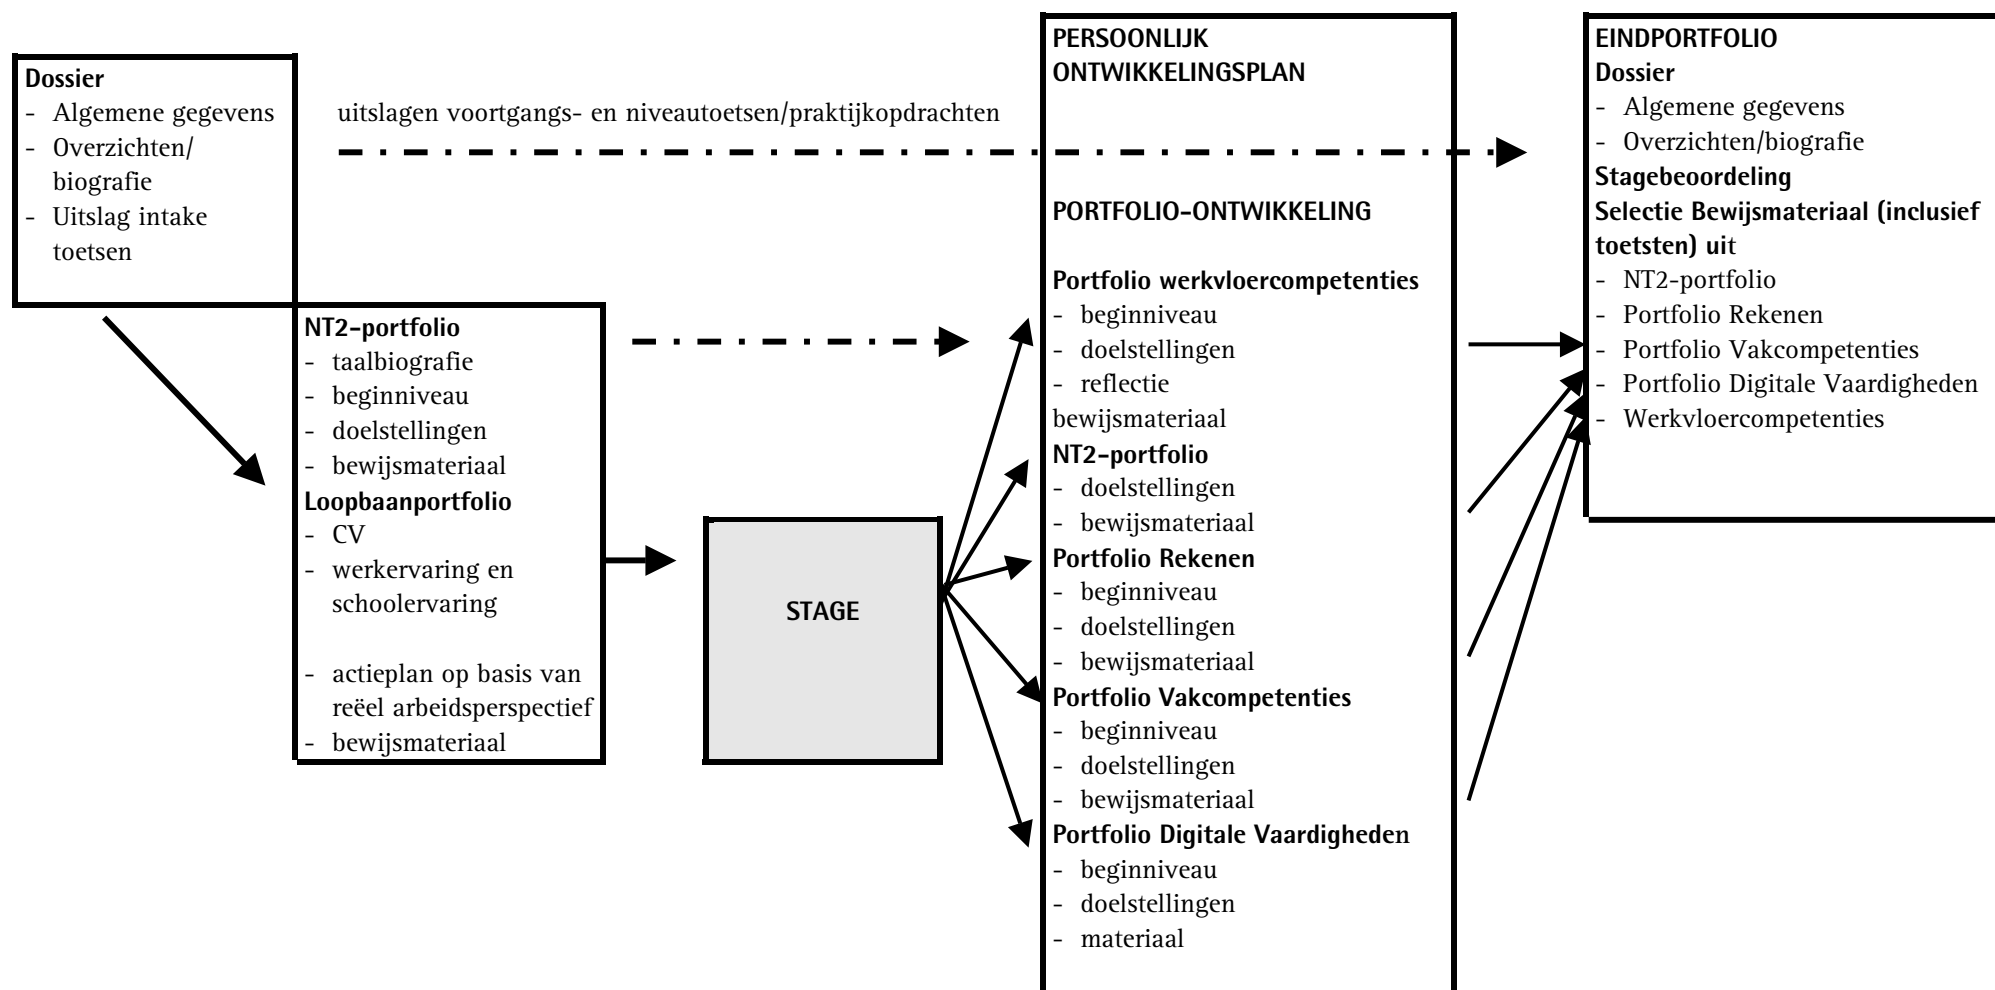 Dossier
- Algemene gegevens
- Overzichten/
biografie
- Uitslag intake
toetsen
uitslagen voortgangs- en niveautoetsen/praktijkopdrachten
NT2-portfolio
- taalbiografie
- beginniveau
- doelstellingen
- bewijsmateriaal
Loopbaanportfolio
- CV
- werkervaring en
schoolervaring
- actieplan op basis van
reëel arbeidsperspectief
- bewijsmateriaal
STAGE
PERSOONLIJK
ONTWIKKELINGSPLAN
PORTFOLIO-ONTWIKKELING
Portfolio werkvloercompetenties
- beginniveau
- doelstellingen
- reflectie
bewijsmateriaal
NT2-portfolio
- doelstellingen
- bewijsmateriaal
Portfolio Rekenen
- beginniveau
- doelstellingen
- bewijsmateriaal
Portfolio Vakcompetenties
- beginniveau
- doelstellingen
- bewijsmateriaal
Portfolio Digitale Vaardigheden
- beginniveau
- doelstellingen
- materiaal
EINDPORTFOLIO
Dossier
- Algemene gegevens
- Overzichten/biografie
Stagebeoordeling
Selectie Bewijsmateriaal (inclusief
toetsten) uit
- NT2-portfolio
- Portfolio Rekenen
- Portfolio Vakcompetenties
- Portfolio Digitale Vaardigheden
- Werkvloercompetenties